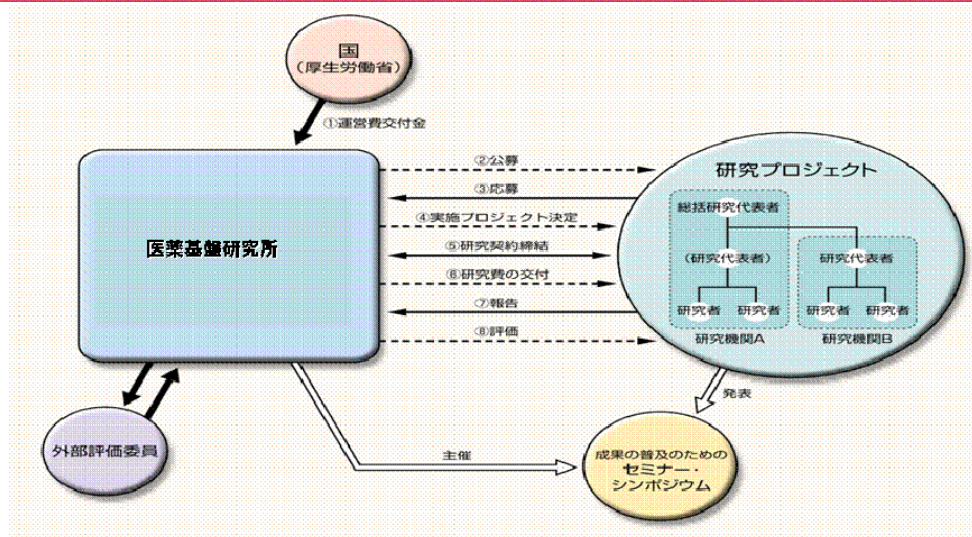 国
（厚生労働省）
①運営費交付金
医薬基盤研究所
②公募
③応募
④実施プロジェクト決定
⑤研究契約締結
⑥研究費の交付
⑦報告
⑧評価
研究プロジェクト
総括研究代表者
（研究代表者） 研究代表者
研究者 研究者 研究者 研究者
研究機関A 研究機関B
発表
外部評価委員
主催
成果の普及のための
セミナー・
シンポジウム